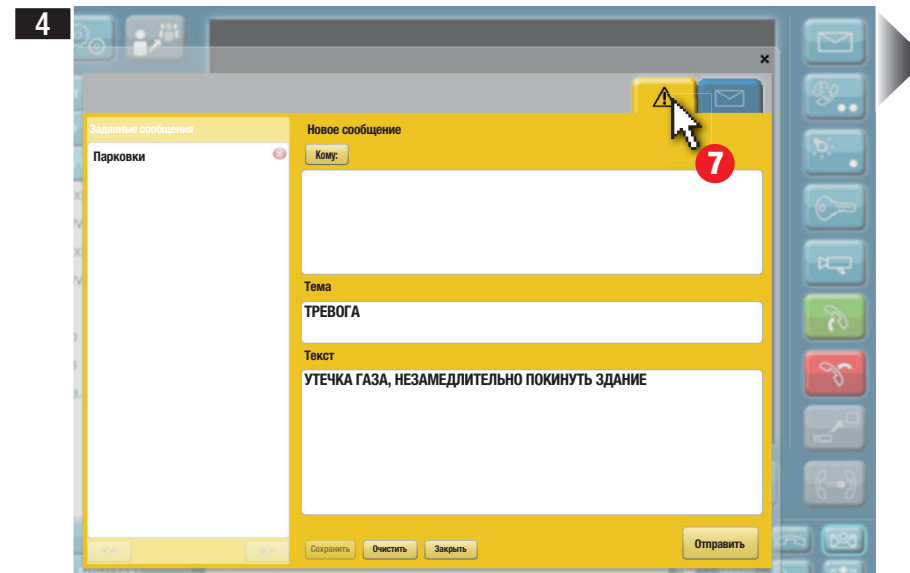 4
×
Заданные сообщения
Новое сообщение
Парковки
Кому:
7
Тема
ТРЕВОГА
Текст
УТЕЧКА ГАЗА, НЕЗАМЕДЛИТЕЛЬНО ПОКИНУТЬ ЗДАНИЕ
<< >>
Сохранить Очистить Закрыть
Отправить